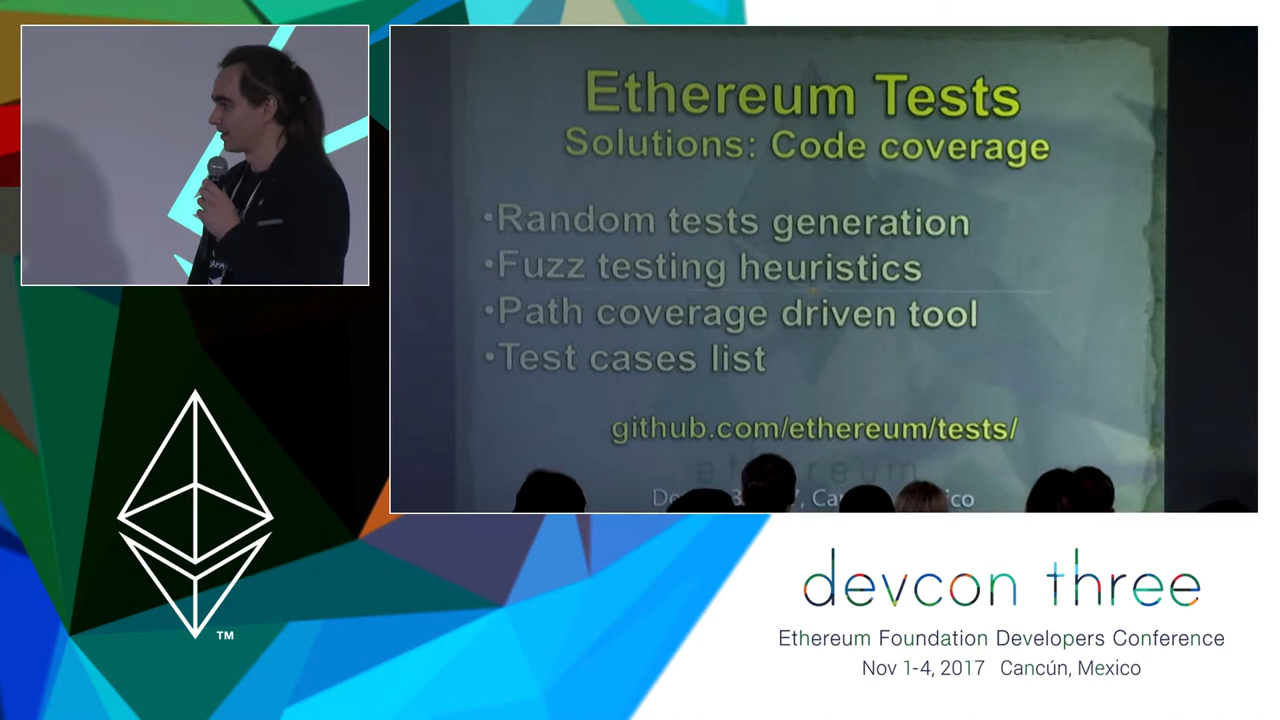 Ethereum Tests
Solutions: Code coverage
•Random tests generation
•Fuzz testing heuristics
•Path coverage driven tool
•Test cases list
github.com/ethereum/tests/
ethereum
TM
devcon three
Ethereum Foundation Developers Conference
Nov 1-4, 2017 Cancún, Mexico